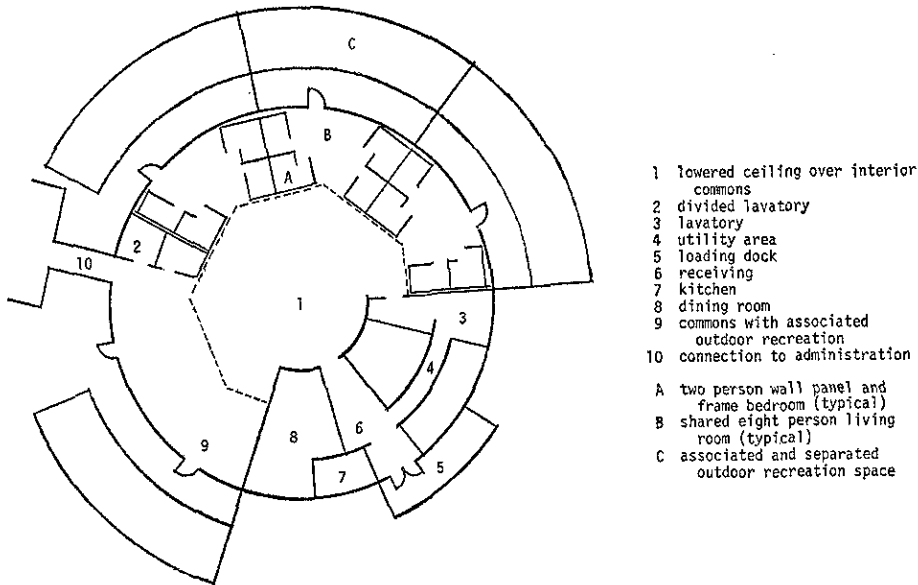 C
B
A
2
10
1
3
4
9
8
6
7
5
1 lowered ceiling over interior
commons
2 divided lavatory
3 lavatory
4 utility area
5 loading dock
6 receiving
7 kitchen
8 dining room
9 commons with associated
outdoor recreation
10 connection to administration
A two person wall panel and
frame bedroom (typical)
B shared eight person living
room (typical)
C associated and separated
outdoor recreation space